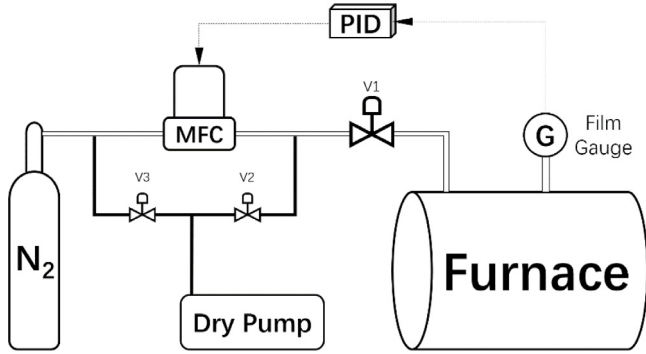 PID
V1
MFC
G
Film
Gauge
V3
V2
N2
Furnace
Dry Pump